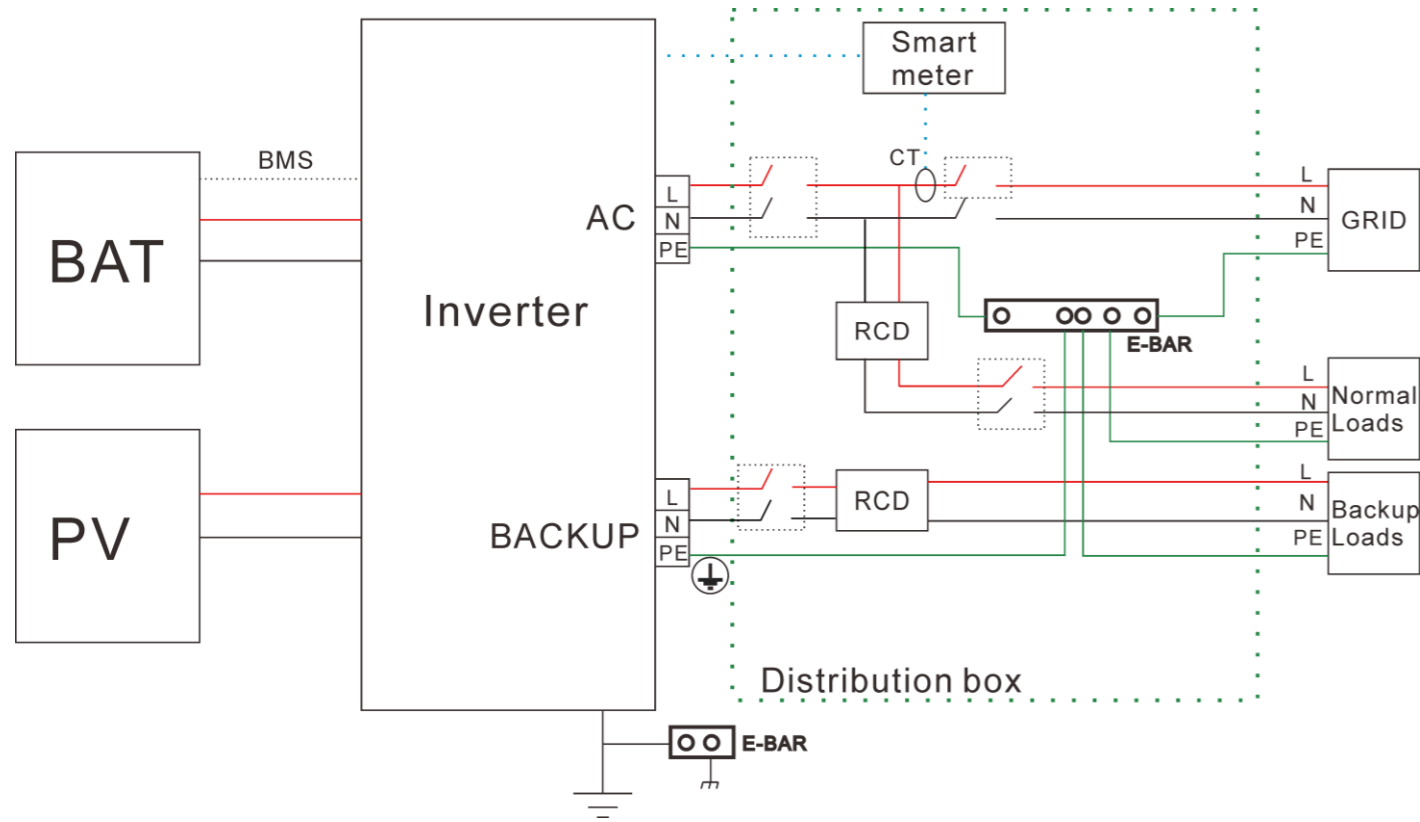 Smart
meter
BMS
CT
BAT
AC
L
N
PE
L
N
PE
GRID
Inverter
RCD
E-BAR
L
N
PE
Normal
Loads
PV
BACKUP
L
N
PE
RCD
L
N
PE
Backup
Loads
Distribution box
E-BAR